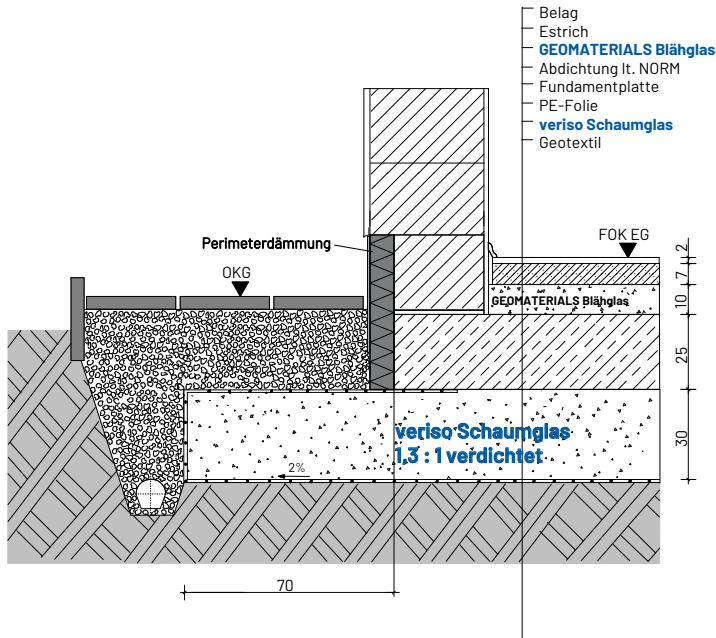 Belag
Estrich
GEOMATERIALS Blähglas
Abdichtung lt. NORM
Fundamentplatte
PE-Folie
veriso Schaumglas
Geotextil
Perimeterdämmung
FOK EG
OKG
2
7
GEOMATERIALS Blähglas
10
25
veriso Schaumglas
1,3 : 1 verdichtet
30
2%
70